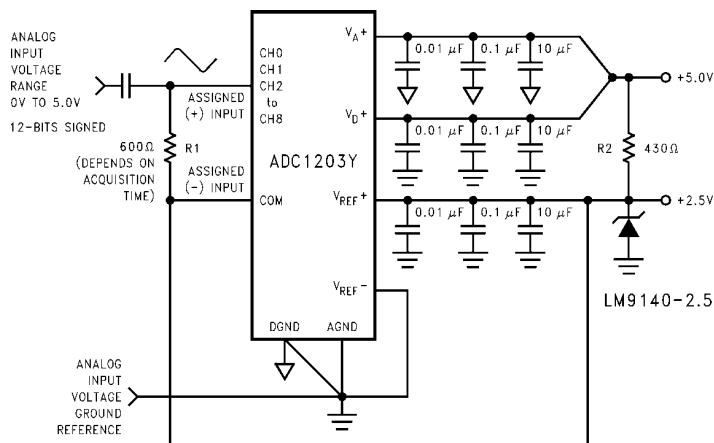 ANALOG
INPUT
VOLTAGE
RANGE
0V TO 5.0V
12-BITS SIGNED
600Ω
(DEPENDS ON
ACQUISITION
TIME)
R1
ASSIGNED
(+) INPUT
ASSIGNED
(-) INPUT
CH0
CH1
CH2
to
CH8
COM
ADC1203Y
VA+
VD+
VREF+
VREF-
DGND
AGND
0.01 μF
0.1 μF
10 μF
0.01 μF
0.1 μF
10 μF
0.01 μF
0.1 μF
10 μF
+5.0V
R2
430Ω
+2.5V
LM9140-2.5
ANALOG
INPUT
VOLTAGE
GROUND
REFERENCE